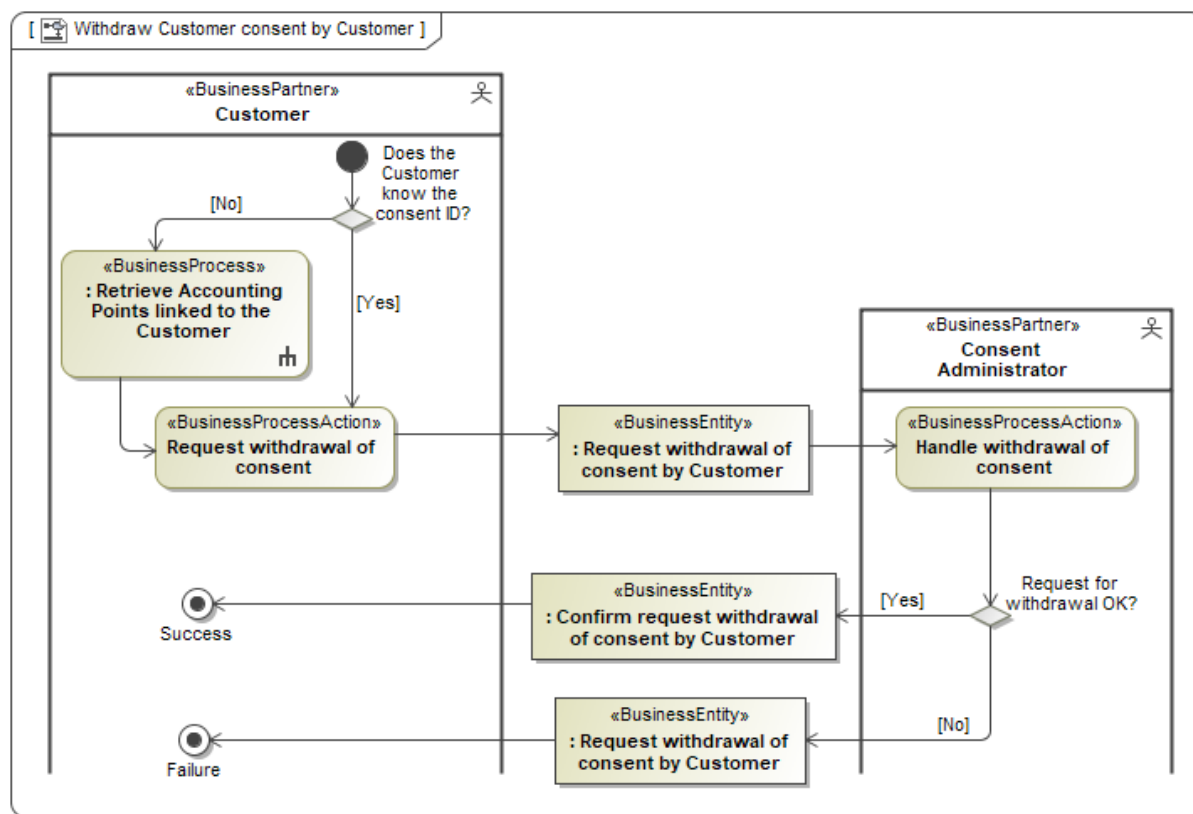 [ Withdraw Customer consent by Customer ]
«BusinessPartner»
Customer
Does the
Customer
know the
consent ID?
[No]
«BusinessProcess»
: Retrieve Accounting
Points linked to the
Customer
[Yes]
«BusinessPartner»
Consent
Administrator
«BusinessProcessAction»
Request withdrawal of
consent
«BusinessEntity»
: Request withdrawal of
consent by Customer
«BusinessProcessAction»
Handle withdrawal of
consent
Request for
withdrawal OK?
[Yes]
«BusinessEntity»
: Confirm request withdrawal
of consent by Customer
Success
[No]
«BusinessEntity»
: Request withdrawal of
consent by Customer
Failure